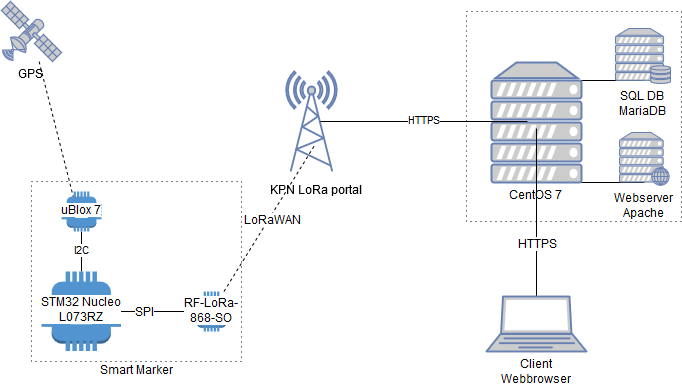 GPS
SQL DB
MariaDB
HTTPS
KPN LoRa portal
CentOS 7
Webserver
Apache
uBlox 7
LoRaWAN
I2C
HTTPS
STM32 Nucleo
L073RZ
SPI
RF-LoRa-
868-SO
Smart Marker
Client
Webbrowser